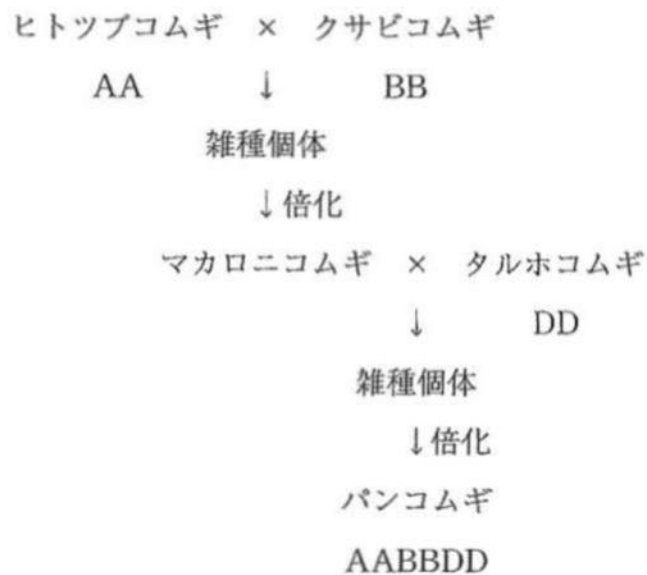 ヒトツブコムギ × クサビコムギ
AA ↓ BB
雑種個体
↓倍化
マカロニコムギ × タルホコムギ
↓ DD
雑種個体
↓倍化
パンコムギ
AABBDD